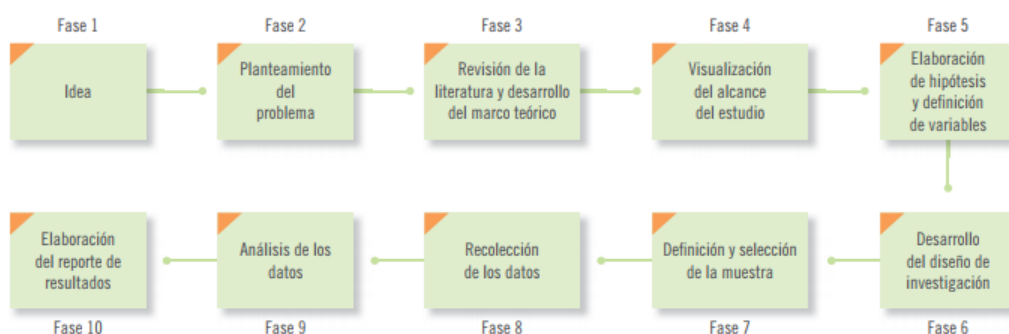 Fase 1
Idea
Fase 2
Planteamiento
del
problema
Fase 3
Revisión de la
literatura y desarrollo
del marco teórico
Fase 4
Visualización
del alcance
del estudio
Fase 5
Elaboración
de hipótesis
y definición
de variables
Desarrollo
del diseño de
investigación
Fase 6
Definición y selección
de la muestra
Fase 7
Recolección
de los datos
Fase 8
Análisis de los
datos
Fase 9
Elaboración
del reporte de
resultados
Fase 10